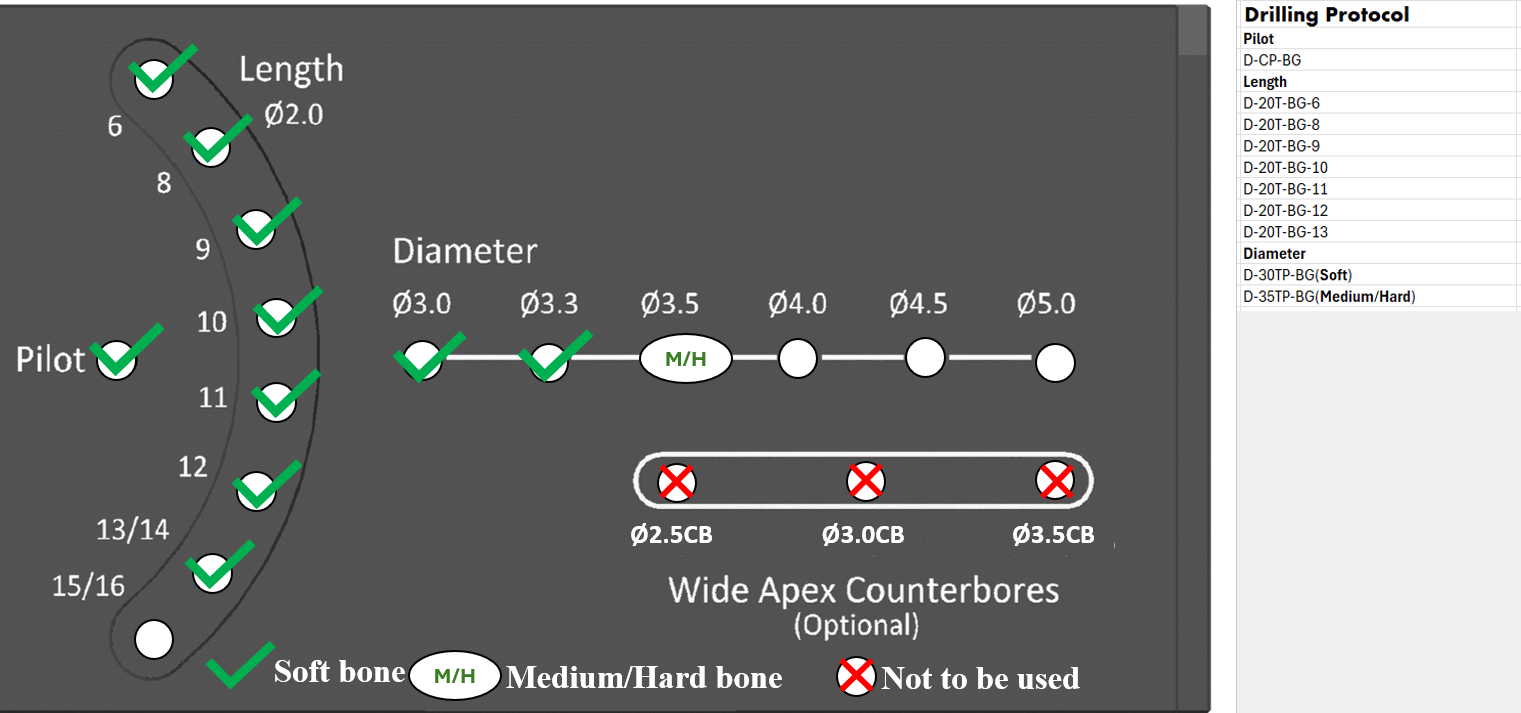 Length
Ø2.0
6
8
9
10
Pilot
11
12
13/14
15/16
Diameter
Ø3.0 Ø3.3 Ø3.5 Ø4.0 Ø4.5 Ø5.0
M/H
Ø2.5CB Ø3.0CB Ø3.5CB
Wide Apex Counterbores
(Optional)
Soft bone M/H Medium/Hard bone Not to be used
Drilling Protocol
Pilot
D-CP-BG
Length
D-20T-BG-6
D-20T-BG-8
D-20T-BG-9
D-20T-BG-10
D-20T-BG-11
D-20T-BG-12
D-20T-BG-13
Diameter
D-30TP-BG(Soft)
D-35TP-BG(Medium/Hard)